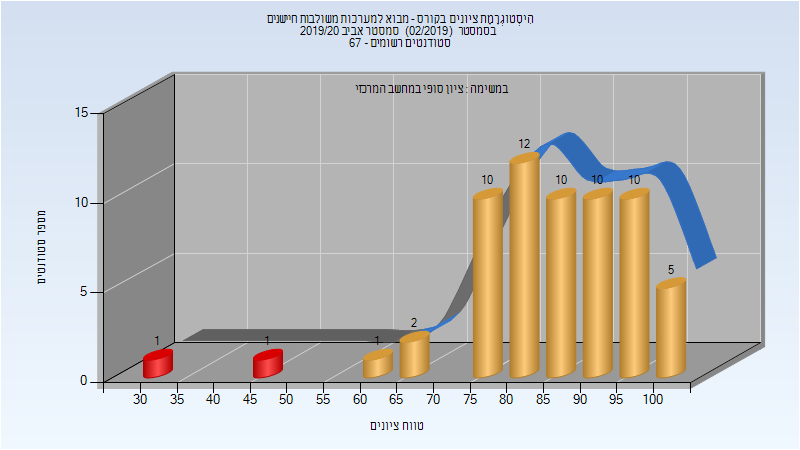 הִיסטוֹגְרַמַת ציונים בקורס - מבוא למערכות משולבות חיישנים
בסמסטר (02/2019) סמסטר אביב 2019/20
סטודנטים רשומים - 67
במשימה : ציון סופי במחשב המרכזי
מספר סטודנטים
15
10
5
0
1 1 1 2 10 12 10 10 10 5
30 35 40 45 50 55 60 65 70 75 80 85 90 95 100
טווח ציונים